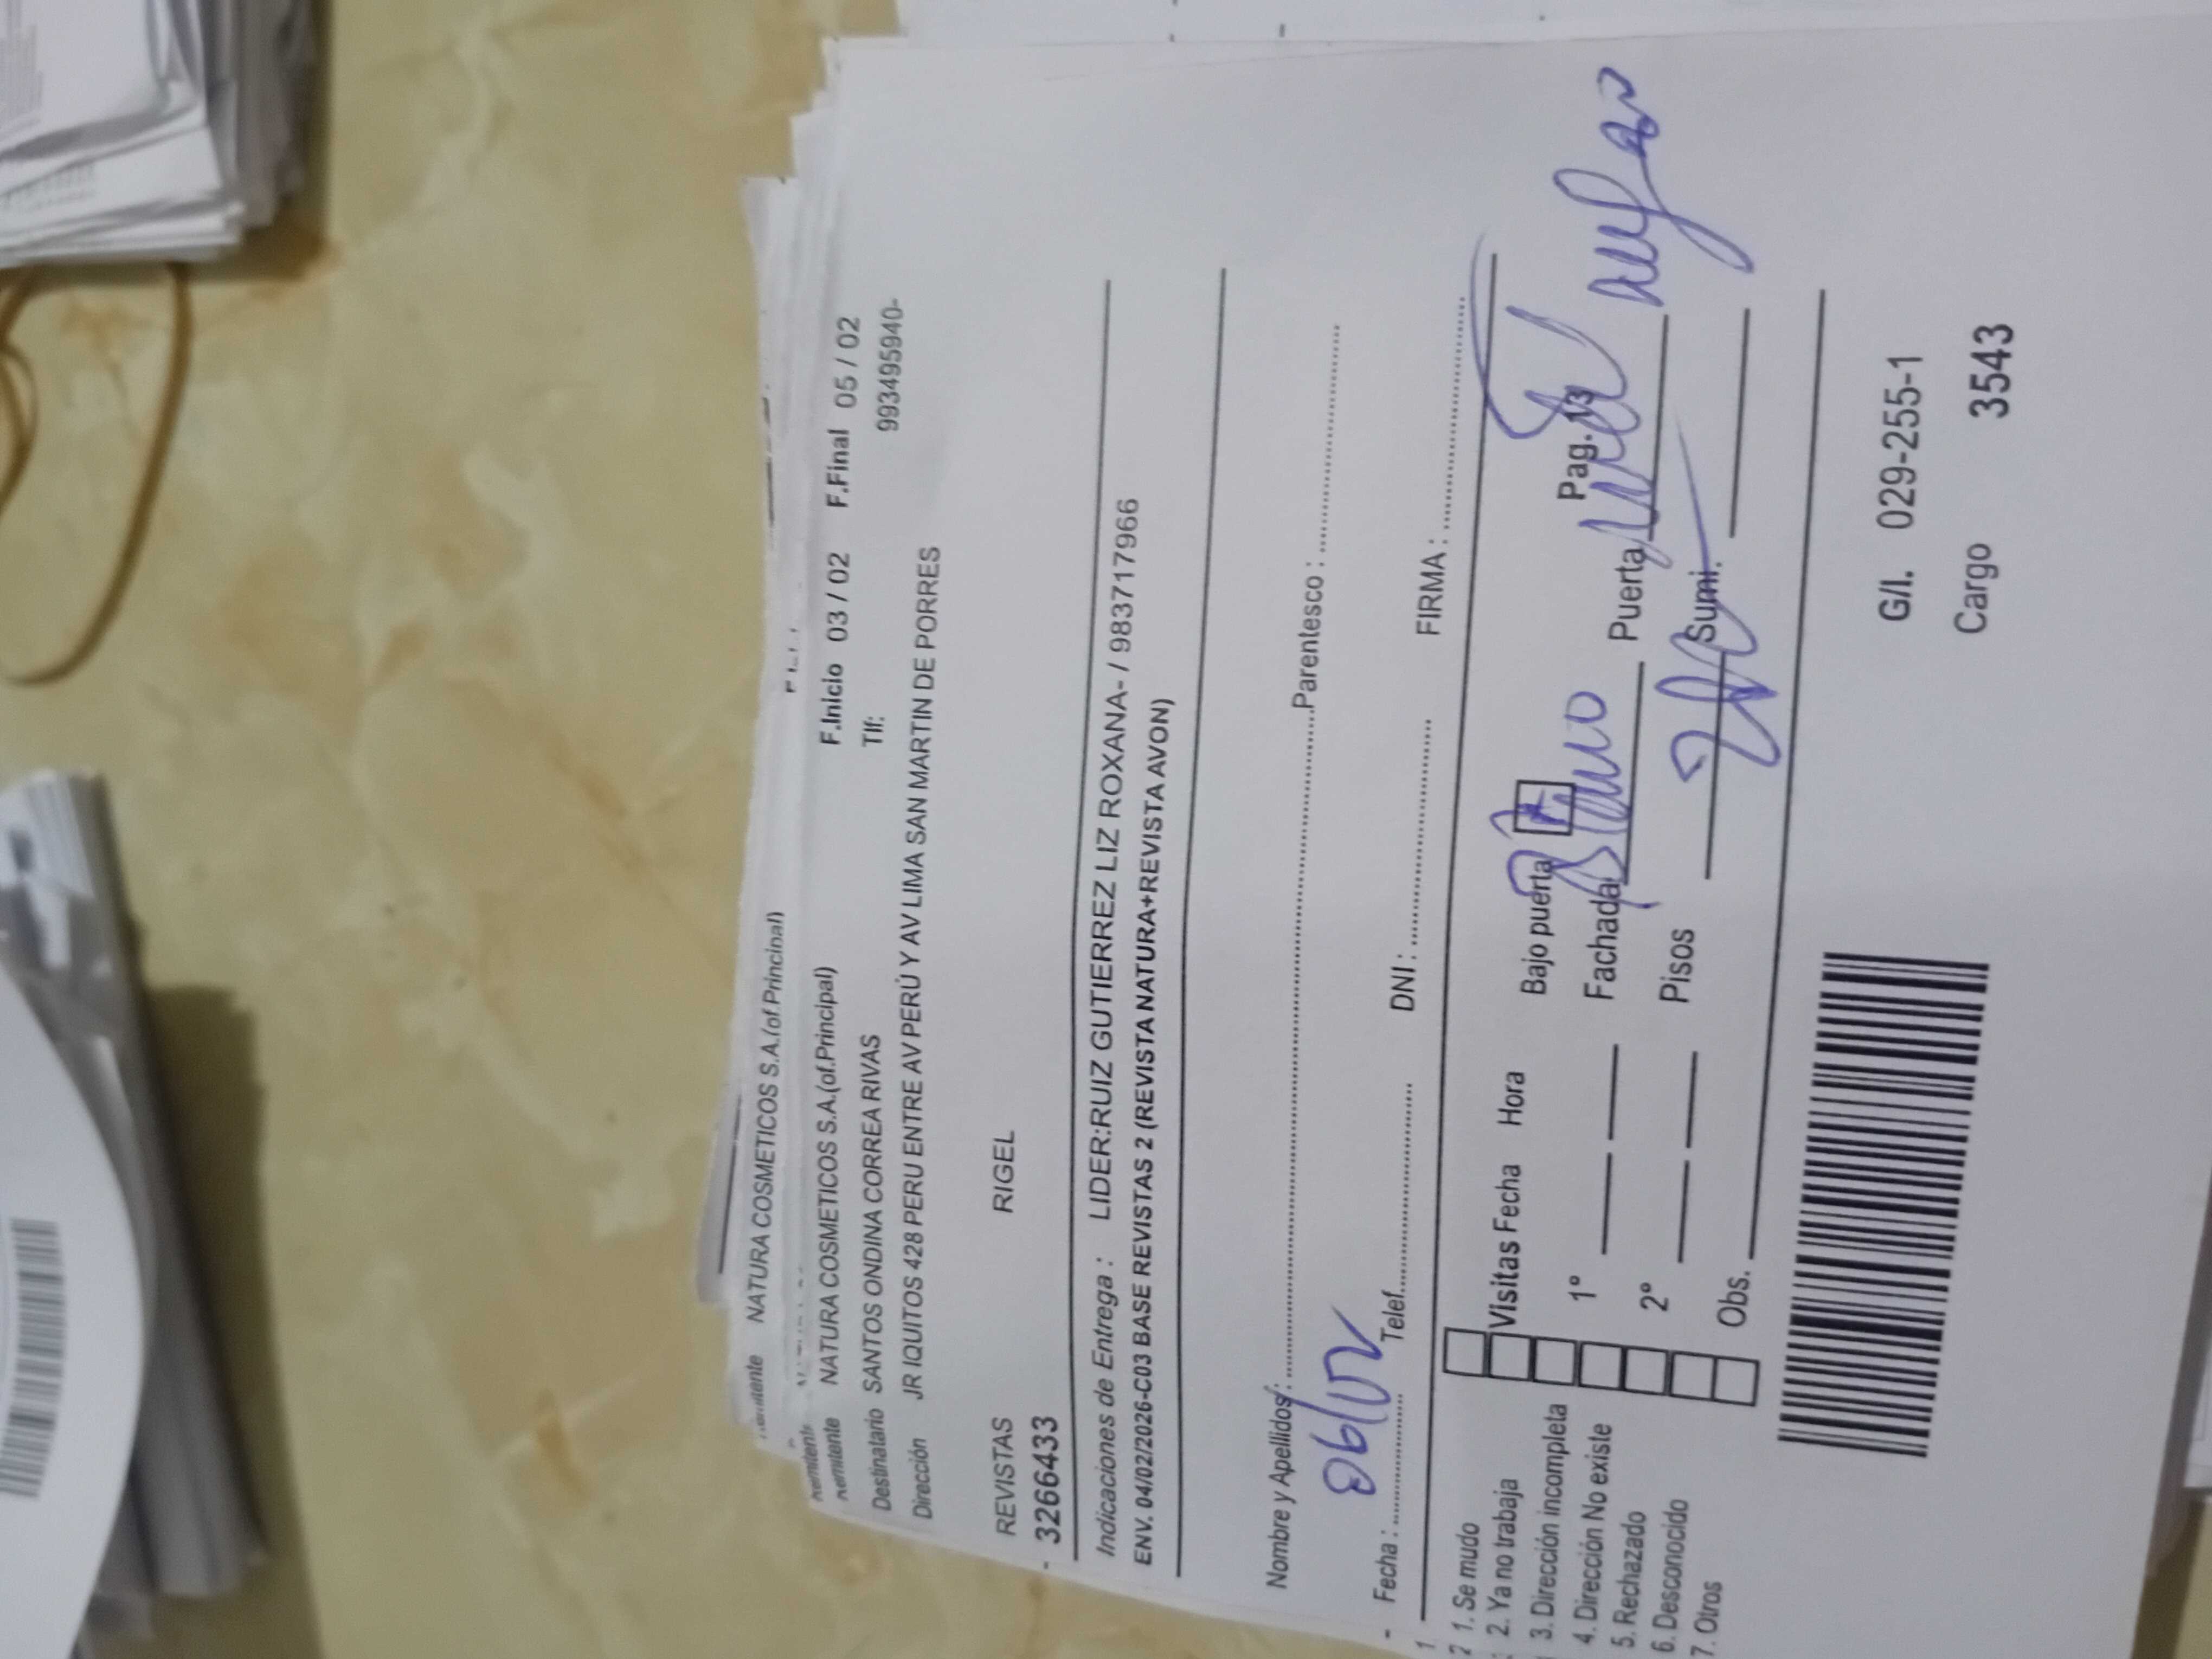 Remitente NATURA COSMETICOS S.A.(of.Principal)
Remitente
Remitente NATURA COSMETICOS S.A.(of.Principal) F.Inicio 03 / 02 F.Final 05 / 02
Destinatario SANTOS ONDINA CORREA RIVAS Tlf: 993495940-
Dirección JR IQUITOS 428 PERU ENTRE AV PERÚ Y AV LIMA SAN MARTIN DE PORRES
REVISTAS RIGEL
- 3266433
Indicaciones de Entrega : LIDER:RUIZ GUTIERREZ LIZ ROXANA- / 983717966
ENV. 04/02/2026-C03 BASE REVISTAS 2 (REVISTA NATURA+REVISTA AVON)
Nombre y Apellidos: Parentesco :
- Fecha : 06/02 Telef. DNI : FIRMA :
1. Se mudo
2. Ya no trabaja Visitas Fecha Hora Bajo puerta
3. Dirección incompleta Pag. 13
4. Dirección No existe 1º Fachada Puerta
5. Rechazado
6. Desconocido 2º Pisos Sumi.
7. Otros Obs.
G/I. 029-255-1
Cargo 3543